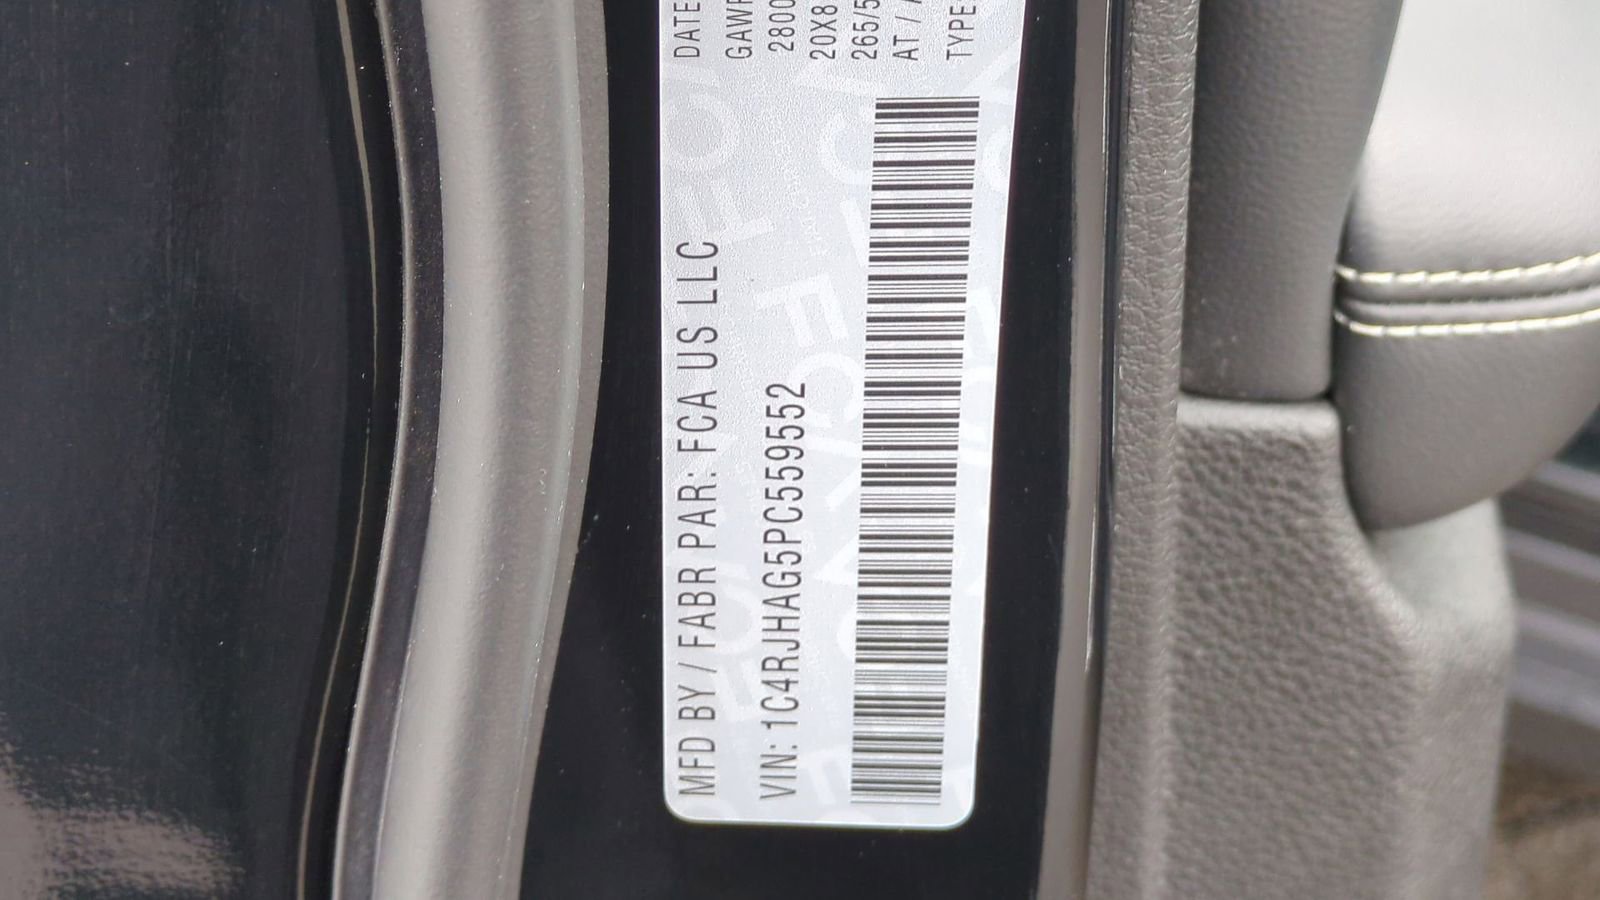 MFD BY / FABR PAR: FCA US LLC
DATE
GAWR
VIN: 1C4RJHAG5PC559552
2800
20X8
265/5
AT /
TYPE